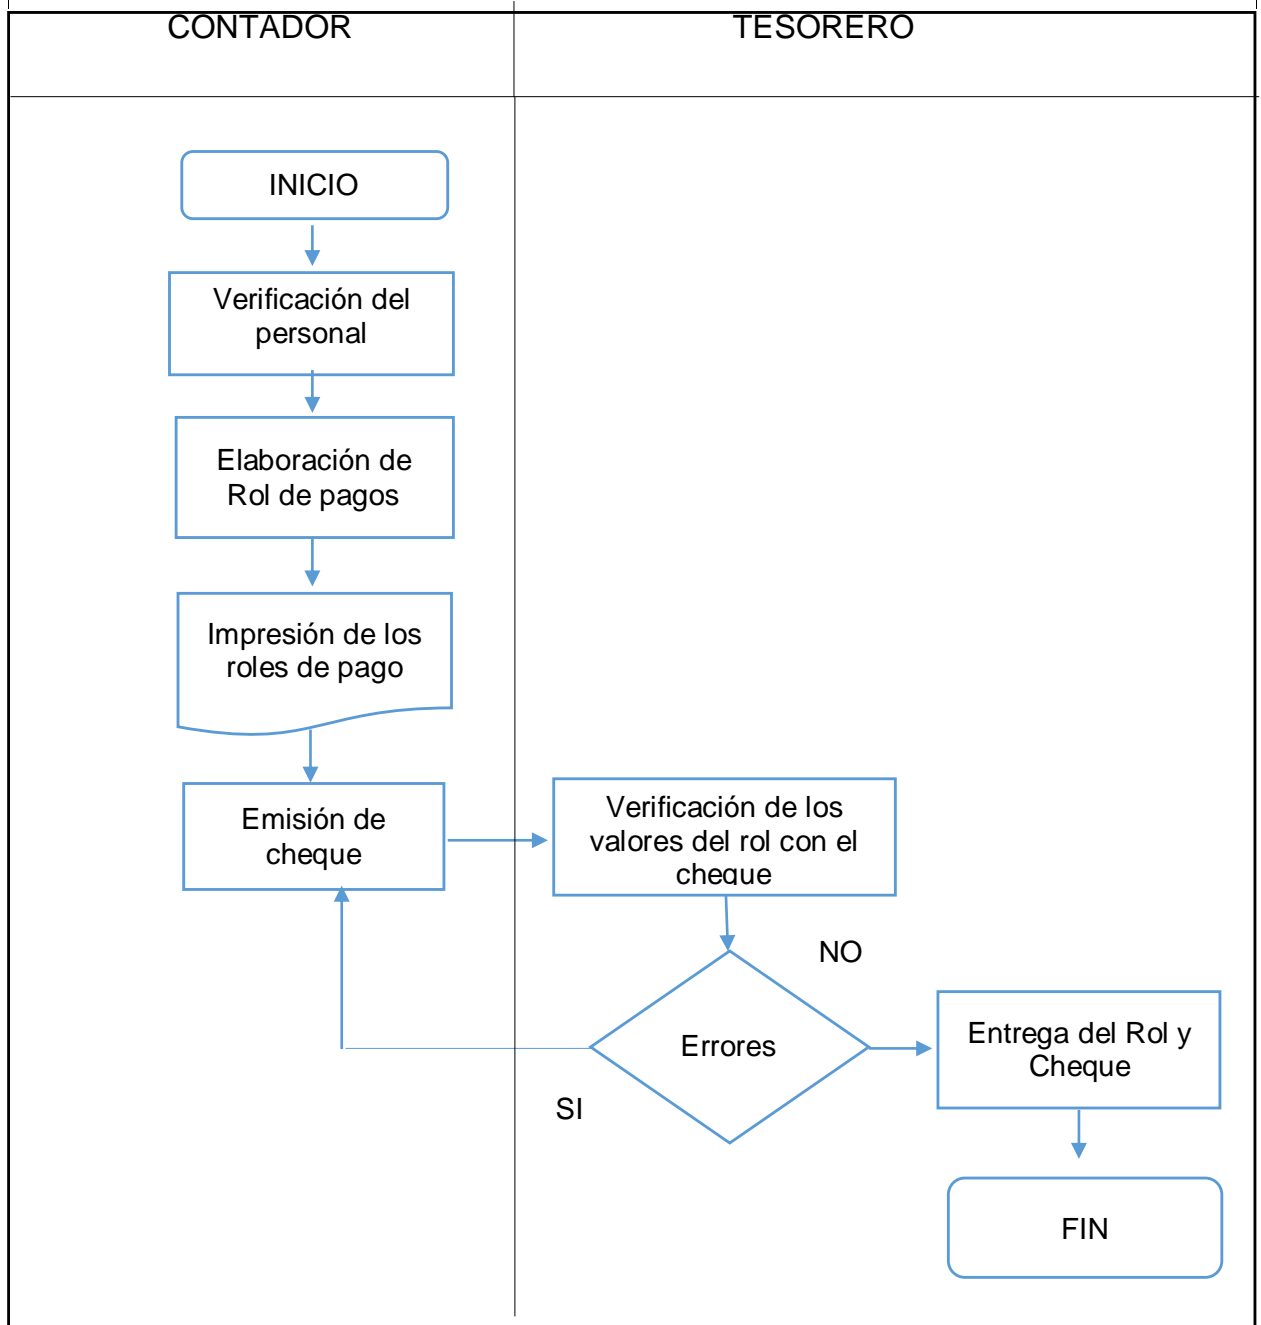 CONTADOR
TESORERO
INICIO
Verificación del
personal
Elaboración de
Rol de pagos
Impresión de los
roles de pago
Emisión de
cheque
Verificación de los
valores del rol con el
cheque
NO
Errores
SI
Entrega del Rol y
Cheque
FIN